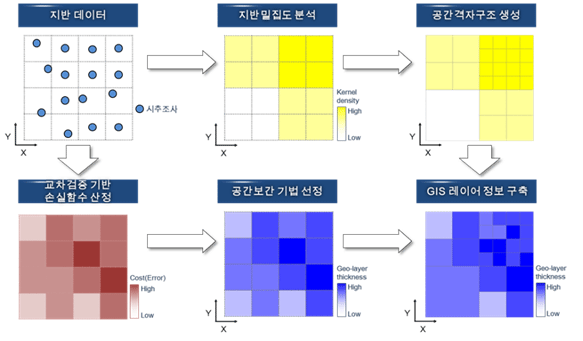 지반 데이터
지반밀집도 분석
공간격자구조 생성
시추조사
Kernel
density
High
Low
Y
X
Y
X
Y
X
교차검증 기반
손실함수 산정
공간보간 기법 선정
GIS 레이어 정보 구축
Cost(Error)
High
Low
Geo-layer
thickness
High
Low
Geo-layer
thickness
High
Low
Y
X
Y
X